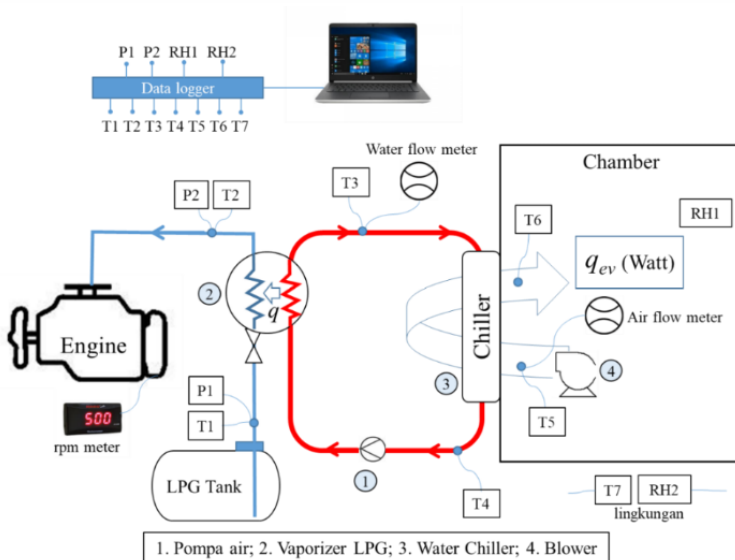 P1 P2 RH1 RH2
Data logger
T1 T2 T3 T4 T5 T6 T7
Water flow meter
Chamber
P2 T2
T3
T6
RH1
q_ev (Watt)
2
q
Air flow meter
Engine
Chiller
3
4
P1
T1
T5
500
rpm meter
LPG Tank
1
T4
T7 RH2
lingkungan
1. Pompa air; 2. Vaporizer LPG; 3. Water Chiller; 4. Blower